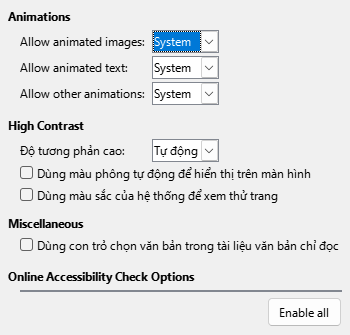 Animations
Allow animated images: System
Allow animated text: System
Allow other animations: System
High Contrast
Độ tương phản cao: Tự động
Dùng màu phông tự động để hiển thị trên màn hình
Dùng màu sắc của hệ thống để xem thử trang
Miscellaneous
Dùng con trỏ chọn văn bản trong tài liệu văn bản chỉ đọc
Online Accessibility Check Options
Enable all